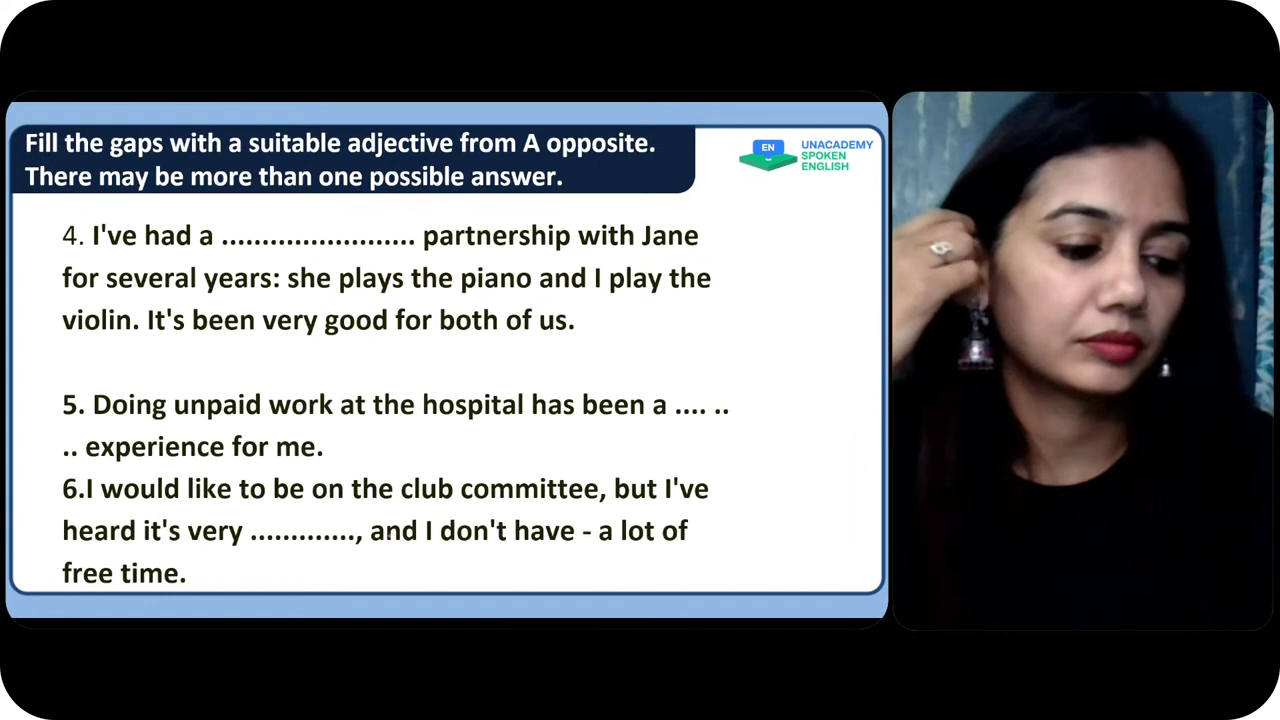 Fill the gaps with a suitable adjective from A opposite.
There may be more than one possible answer.
EN
UNACADEMY
SPOKEN
ENGLISH
4. I've had a ........................ partnership with Jane
for several years: she plays the piano and I play the
violin. It's been very good for both of us.
5. Doing unpaid work at the hospital has been a .... ..
.. experience for me.
6.I would like to be on the club committee, but I've
heard it's very ............., and I don't have - a lot of
free time.